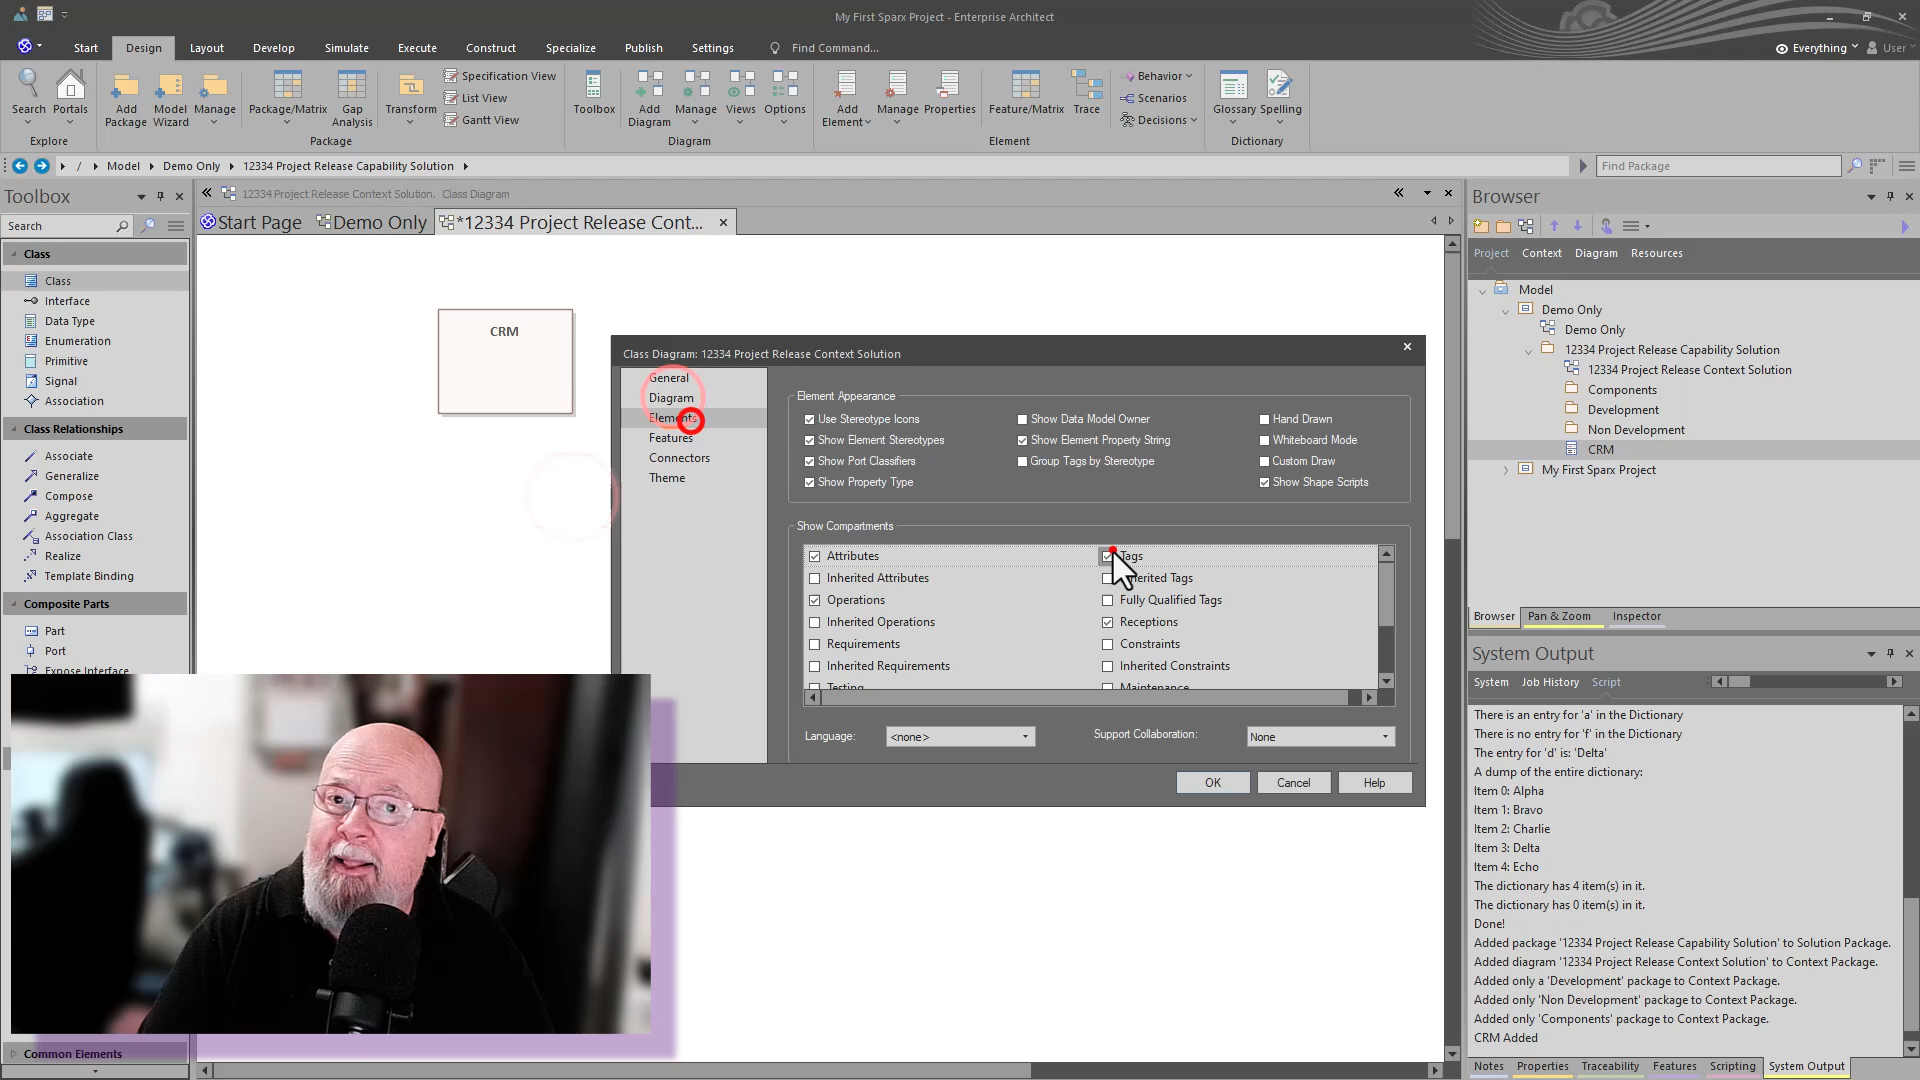 My First Sparx Project - Enterprise Architect
Start Design Layout Develop Simulate Execute Construct Specialize Publish Settings Find Command... Everything User
Search Portals
Explore
Add Package Model Wizard Manage Package/Matrix Gap Analysis Transform
Specification View
List View
Gantt View
Package
Toolbox Add Diagram Manage Views Options
Diagram
Add Element Manage Properties Feature/Matrix Trace
Behavior
Scenarios
Decisions
Element
Glossary Spelling
Dictionary
/ Model Demo Only 12334 Project Release Capability Solution
Find Package
Toolbox
Search
Class
Class
Interface
Data Type
Enumeration
Primitive
Signal
Association
Class Relationships
Associate
Generalize
Compose
Aggregate
Association Class
Realize
Template Binding
Composite Parts
Part
Port
Expose Interface
Common Elements
12334 Project Release Context Solution. Class Diagram
Start Page Demo Only *12334 Project Release Cont...
CRM
Class Diagram: 12334 Project Release Context Solution
General
Diagram
Elements
Features
Connectors
Theme
Element Appearance
Use Stereotype Icons Show Data Model Owner Hand Drawn
Show Element Stereotypes Show Element Property String Whiteboard Mode
Show Port Classifiers Group Tags by Stereotype Custom Draw
Show Property Type Show Shape Scripts
Show Compartments
Attributes Tags
Inherited Attributes
Operations Fully Qualified Tags
Inherited Operations Receptions
Requirements Constraints
Inherited Requirements Inherited Constraints
Testing Maintenance
Language: <none> Support Collaboration: None
OK Cancel Help
Browser
Project Context Diagram Resources
Model
Demo Only
Demo Only
12334 Project Release Capability Solution
12334 Project Release Context Solution
Components
Development
Non Development
CRM
My First Sparx Project
Browser Pan & Zoom Inspector
System Output
System Job History Script
There is an entry for 'a' in the Dictionary
There is no entry for 'f' in the Dictionary
The entry for 'd' is: 'Delta'
A dump of the entire dictionary:
Item 0: Alpha
Item 1: Bravo
Item 2: Charlie
Item 3: Delta
Item 4: Echo
The dictionary has 4 item(s) in it.
The dictionary has 0 item(s) in it.
Done!
Added package '12334 Project Release Capability Solution' to Solution Package.
Added diagram '12334 Project Release Context Solution' to Context Package.
Added only a 'Development' package to Context Package.
Added only 'Non Development' package to Context Package.
Added only 'Components' package to Context Package.
CRM Added
Notes Properties Traceability Features Scripting System Output